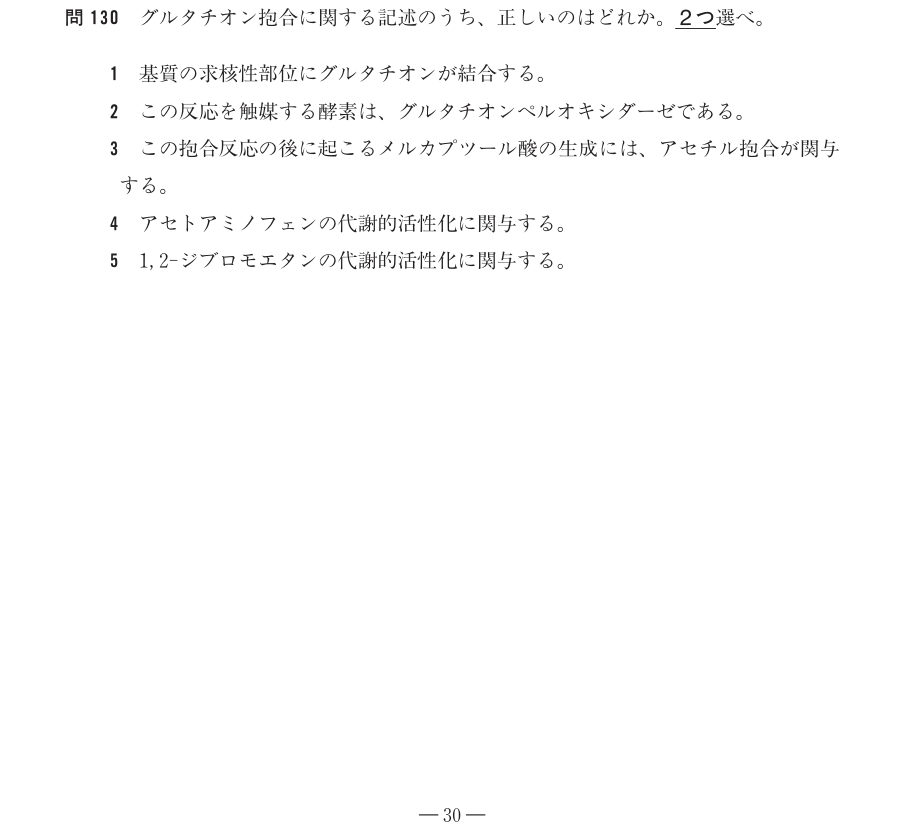 問 130 グルタチオン抱合に関する記述のうち、正しいのはどれか。2つ選べ。
1 基質の求核性部位にグルタチオンが結合する。
2 この反応を触媒する酵素は、グルタチオンペルオキシダーゼである。
3 この抱合反応の後に起こるメルカプツール酸の生成には、アセチル抱合が関与
する。
4 アセトアミノフェンの代謝的活性化に関与する。
5 1,2-ジブロモエタンの代謝的活性化に関与する。
― 30 ―